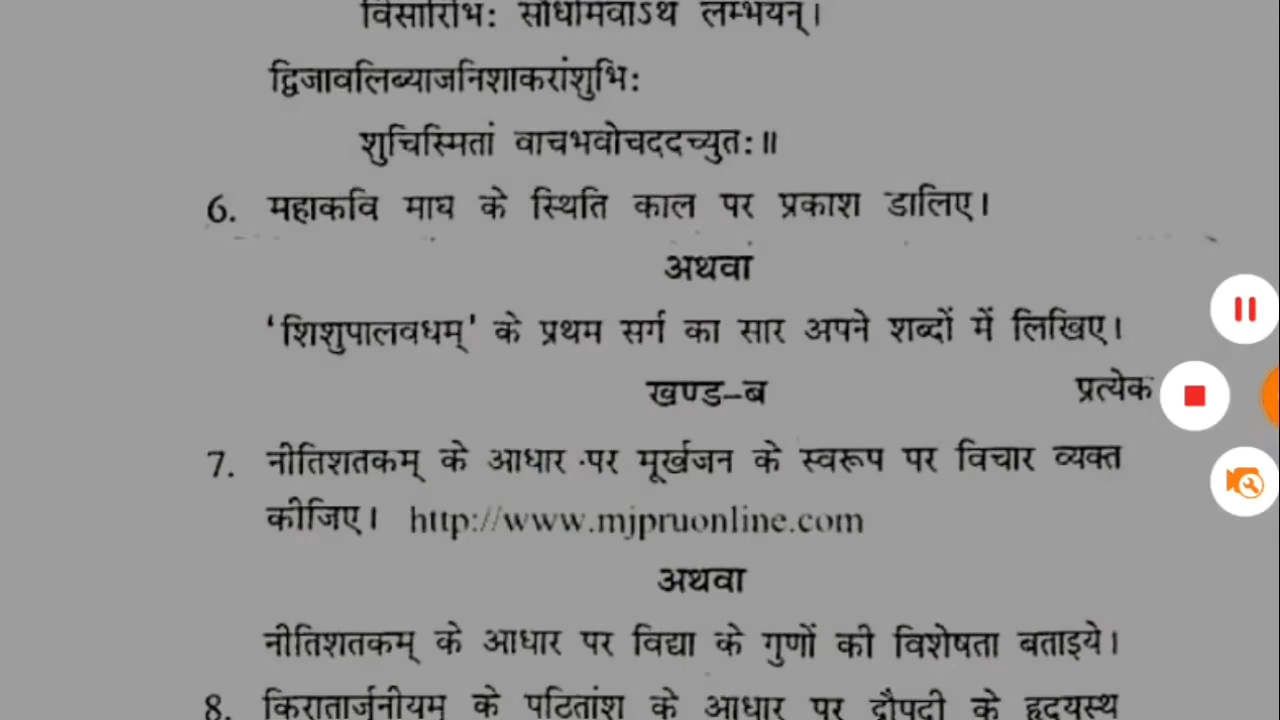 विसारिभिः सौधमिवाऽथ लम्भयन्।
द्विजावलिब्याजनिशाकरांशुभिः
शुचिस्मितां वाचभवोचददच्युतः॥
6. महाकवि माघ के स्थिति काल पर प्रकाश डालिए।
अथवा
'शिशुपालवधम्' के प्रथम सर्ग का सार अपने शब्दों में लिखिए।
खण्ड–ब प्रत्येक
7. नीतिशतकम् के आधार पर मूर्खजन के स्वरूप पर विचार व्यक्त
कीजिए। http://www.mjpruonline.com
अथवा
नीतिशतकम् के आधार पर विद्या के गुणों की विशेषता बताइये।
8. किरातार्जुनीयम् के पठितांश के आधार पर द्रौपदी के हृदयस्थ